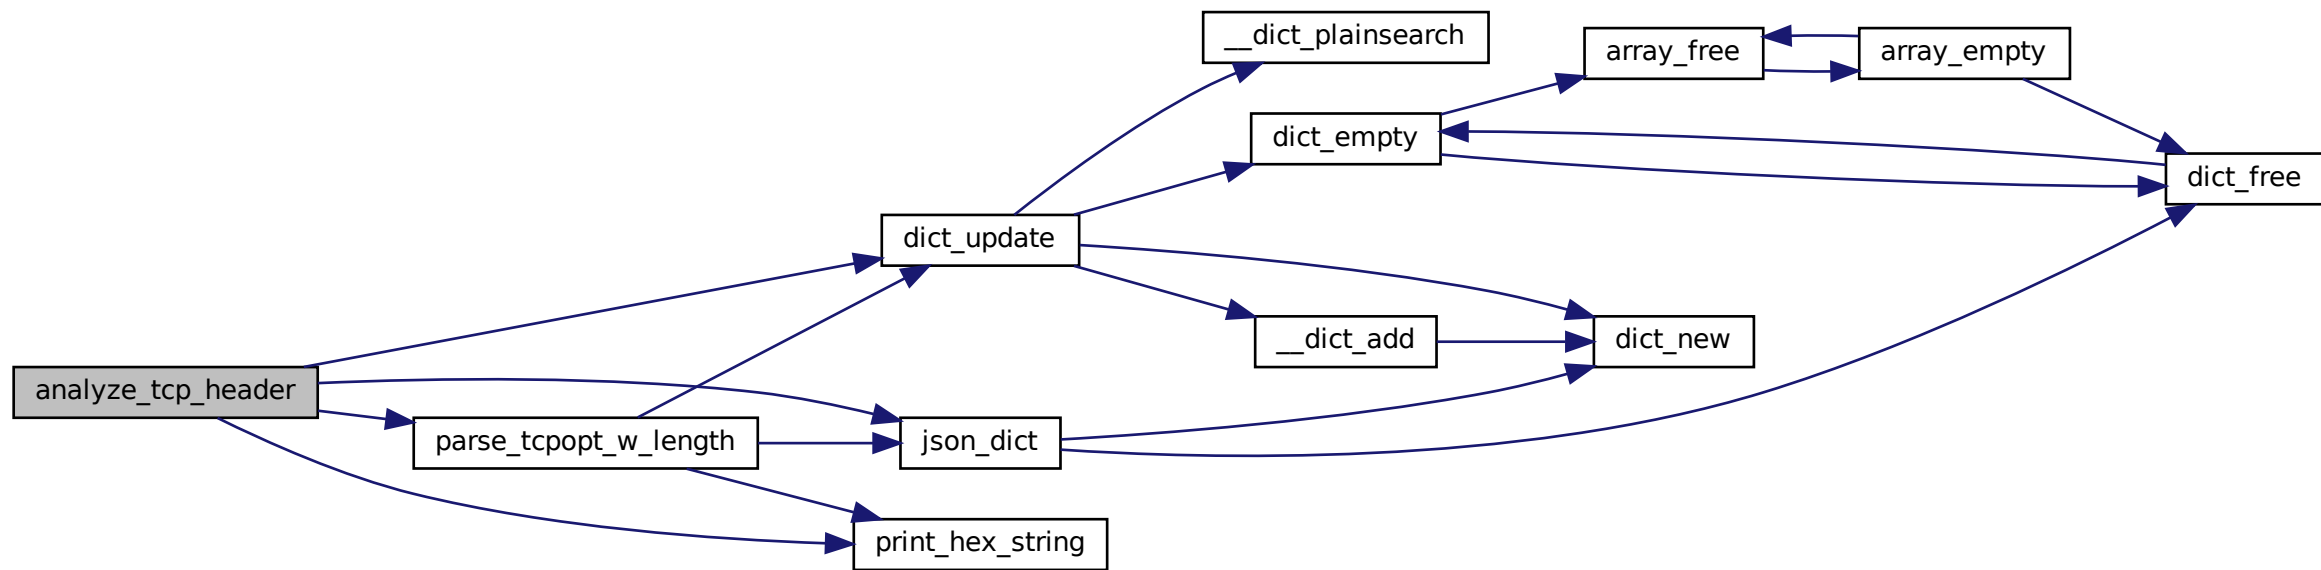 __dict_plainsearch
array_free
array_empty
dict_empty
dict_free
dict_update
__dict_add
dict_new
analyze_tcp_header
parse_tcpopt_w_length
json_dict
print_hex_string